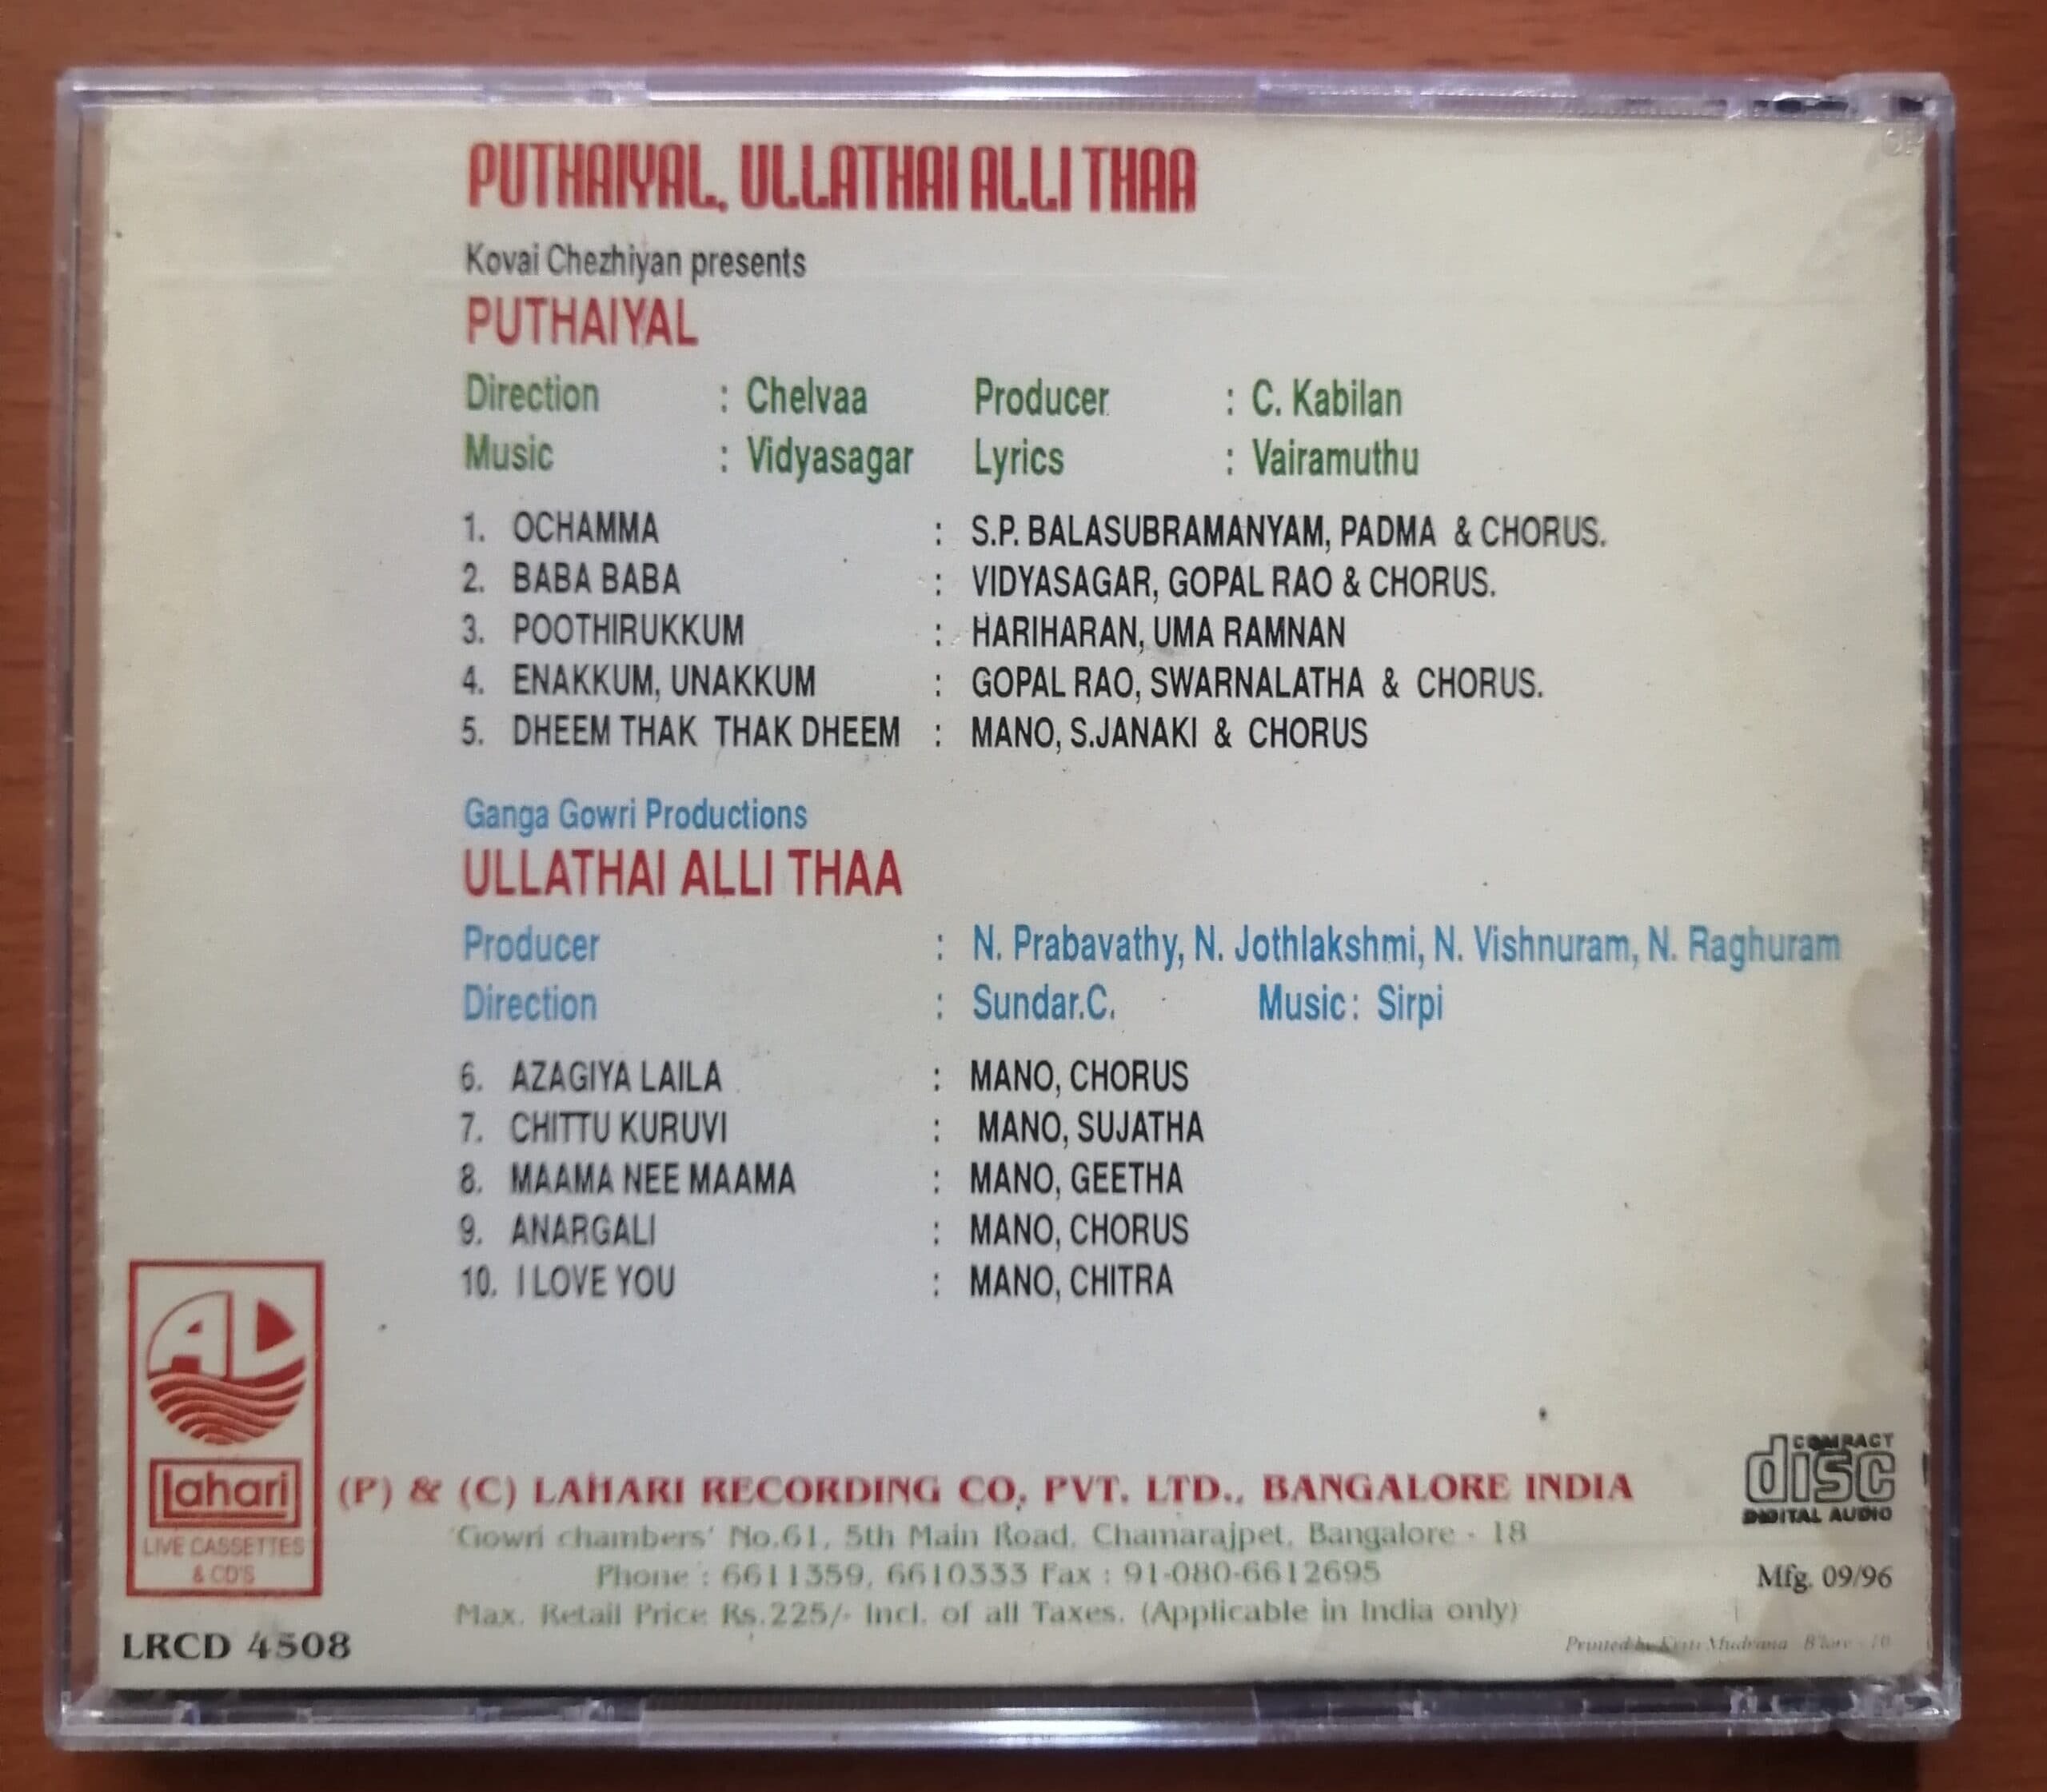 PUTHAIYAL, ULLATHAI ALLI THAA
Kovai Chezhiyan presents
PUTHAIYAL
Direction : Chelvaa Producer : C. Kabilan
Music : Vidyasagar Lyrics : Vairamuthu
1. OCHAMMA : S.P. BALASUBRAMANYAM, PADMA & CHORUS.
2. BABA BABA : VIDYASAGAR, GOPAL RAO & CHORUS.
3. POOTHIRUKKUM : HARIHARAN, UMA RAMNAN
4. ENAKKUM, UNAKKUM : GOPAL RAO, SWARNALATHA & CHORUS.
5. DHEEM THAK THAK DHEEM : MANO, S.JANAKI & CHORUS
Ganga Gowri Productions
ULLATHAI ALLI THAA
Producer : N. Prabavathy, N. Jothlakshmi, N. Vishnuram, N. Raghuram
Direction : Sundar.C. Music : Sirpi
6. AZAGIYA LAILA : MANO, CHORUS
7. CHITTU KURUVI : MANO, SUJATHA
8. MAAMA NEE MAAMA : MANO, GEETHA
9. ANARGALI : MANO, CHORUS
10. I LOVE YOU : MANO, CHITRA
Lahari
LIVE CASSETTES
& CD'S
LRCD 4508
(P) & (C) LAHARI RECORDING CO, PVT. LTD., BANGALORE INDIA
'Gowri chambers' No.61, 5th Main Road, Chamarajpet, Bangalore - 18
Phone : 6611359, 6610333 Fax : 91-080-6612695
Max. Retail Price Rs.225/- Incl. of all Taxes. (Applicable in India only)
COMPACT
disc
DIGITAL AUDIO
Mfg. 09/96
Printed by Mudrana B'lore - 10